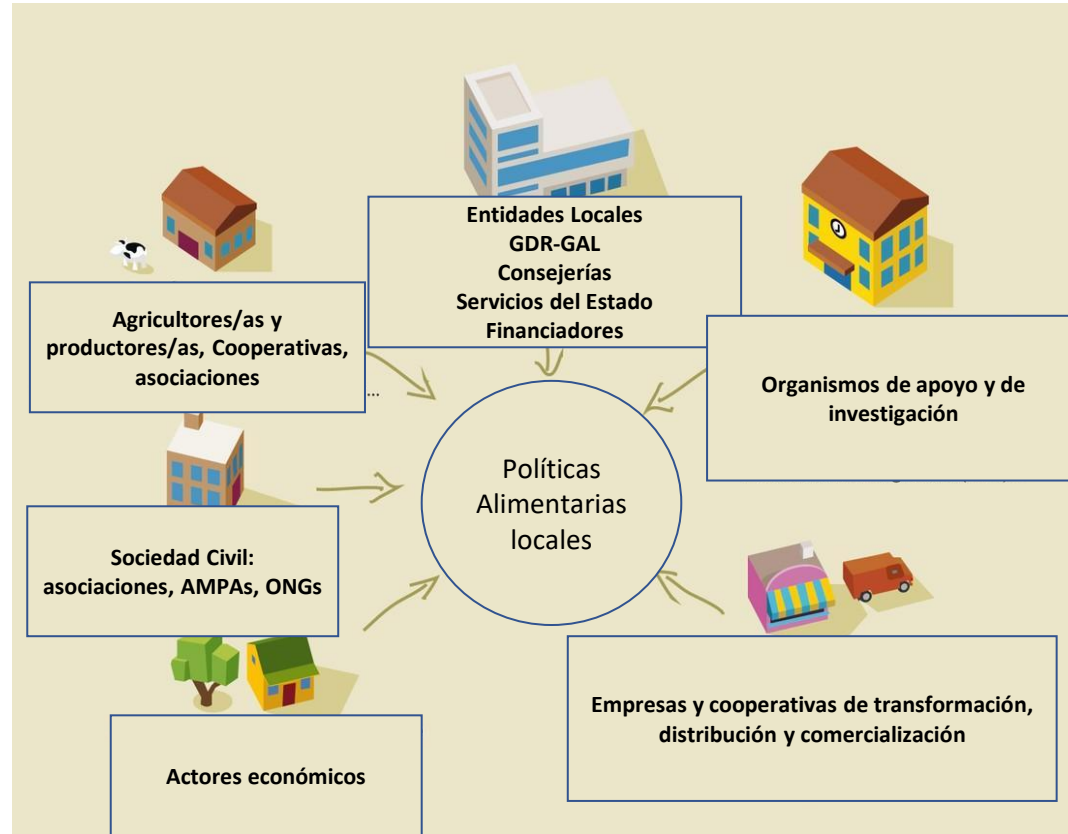 Entidades Locales
GDR-GAL
Consejerías
Servicios del Estado
Financiadores
Agricultores/as y
productores/as, Cooperativas,
asociaciones
...
Organismos de apoyo y de
investigación
Políticas
Alimentarias
locales
Sociedad Civil:
asociaciones, AMPAs, ONGs
Empresas y cooperativas de transformación,
distribución y comercialización
Actores económicos